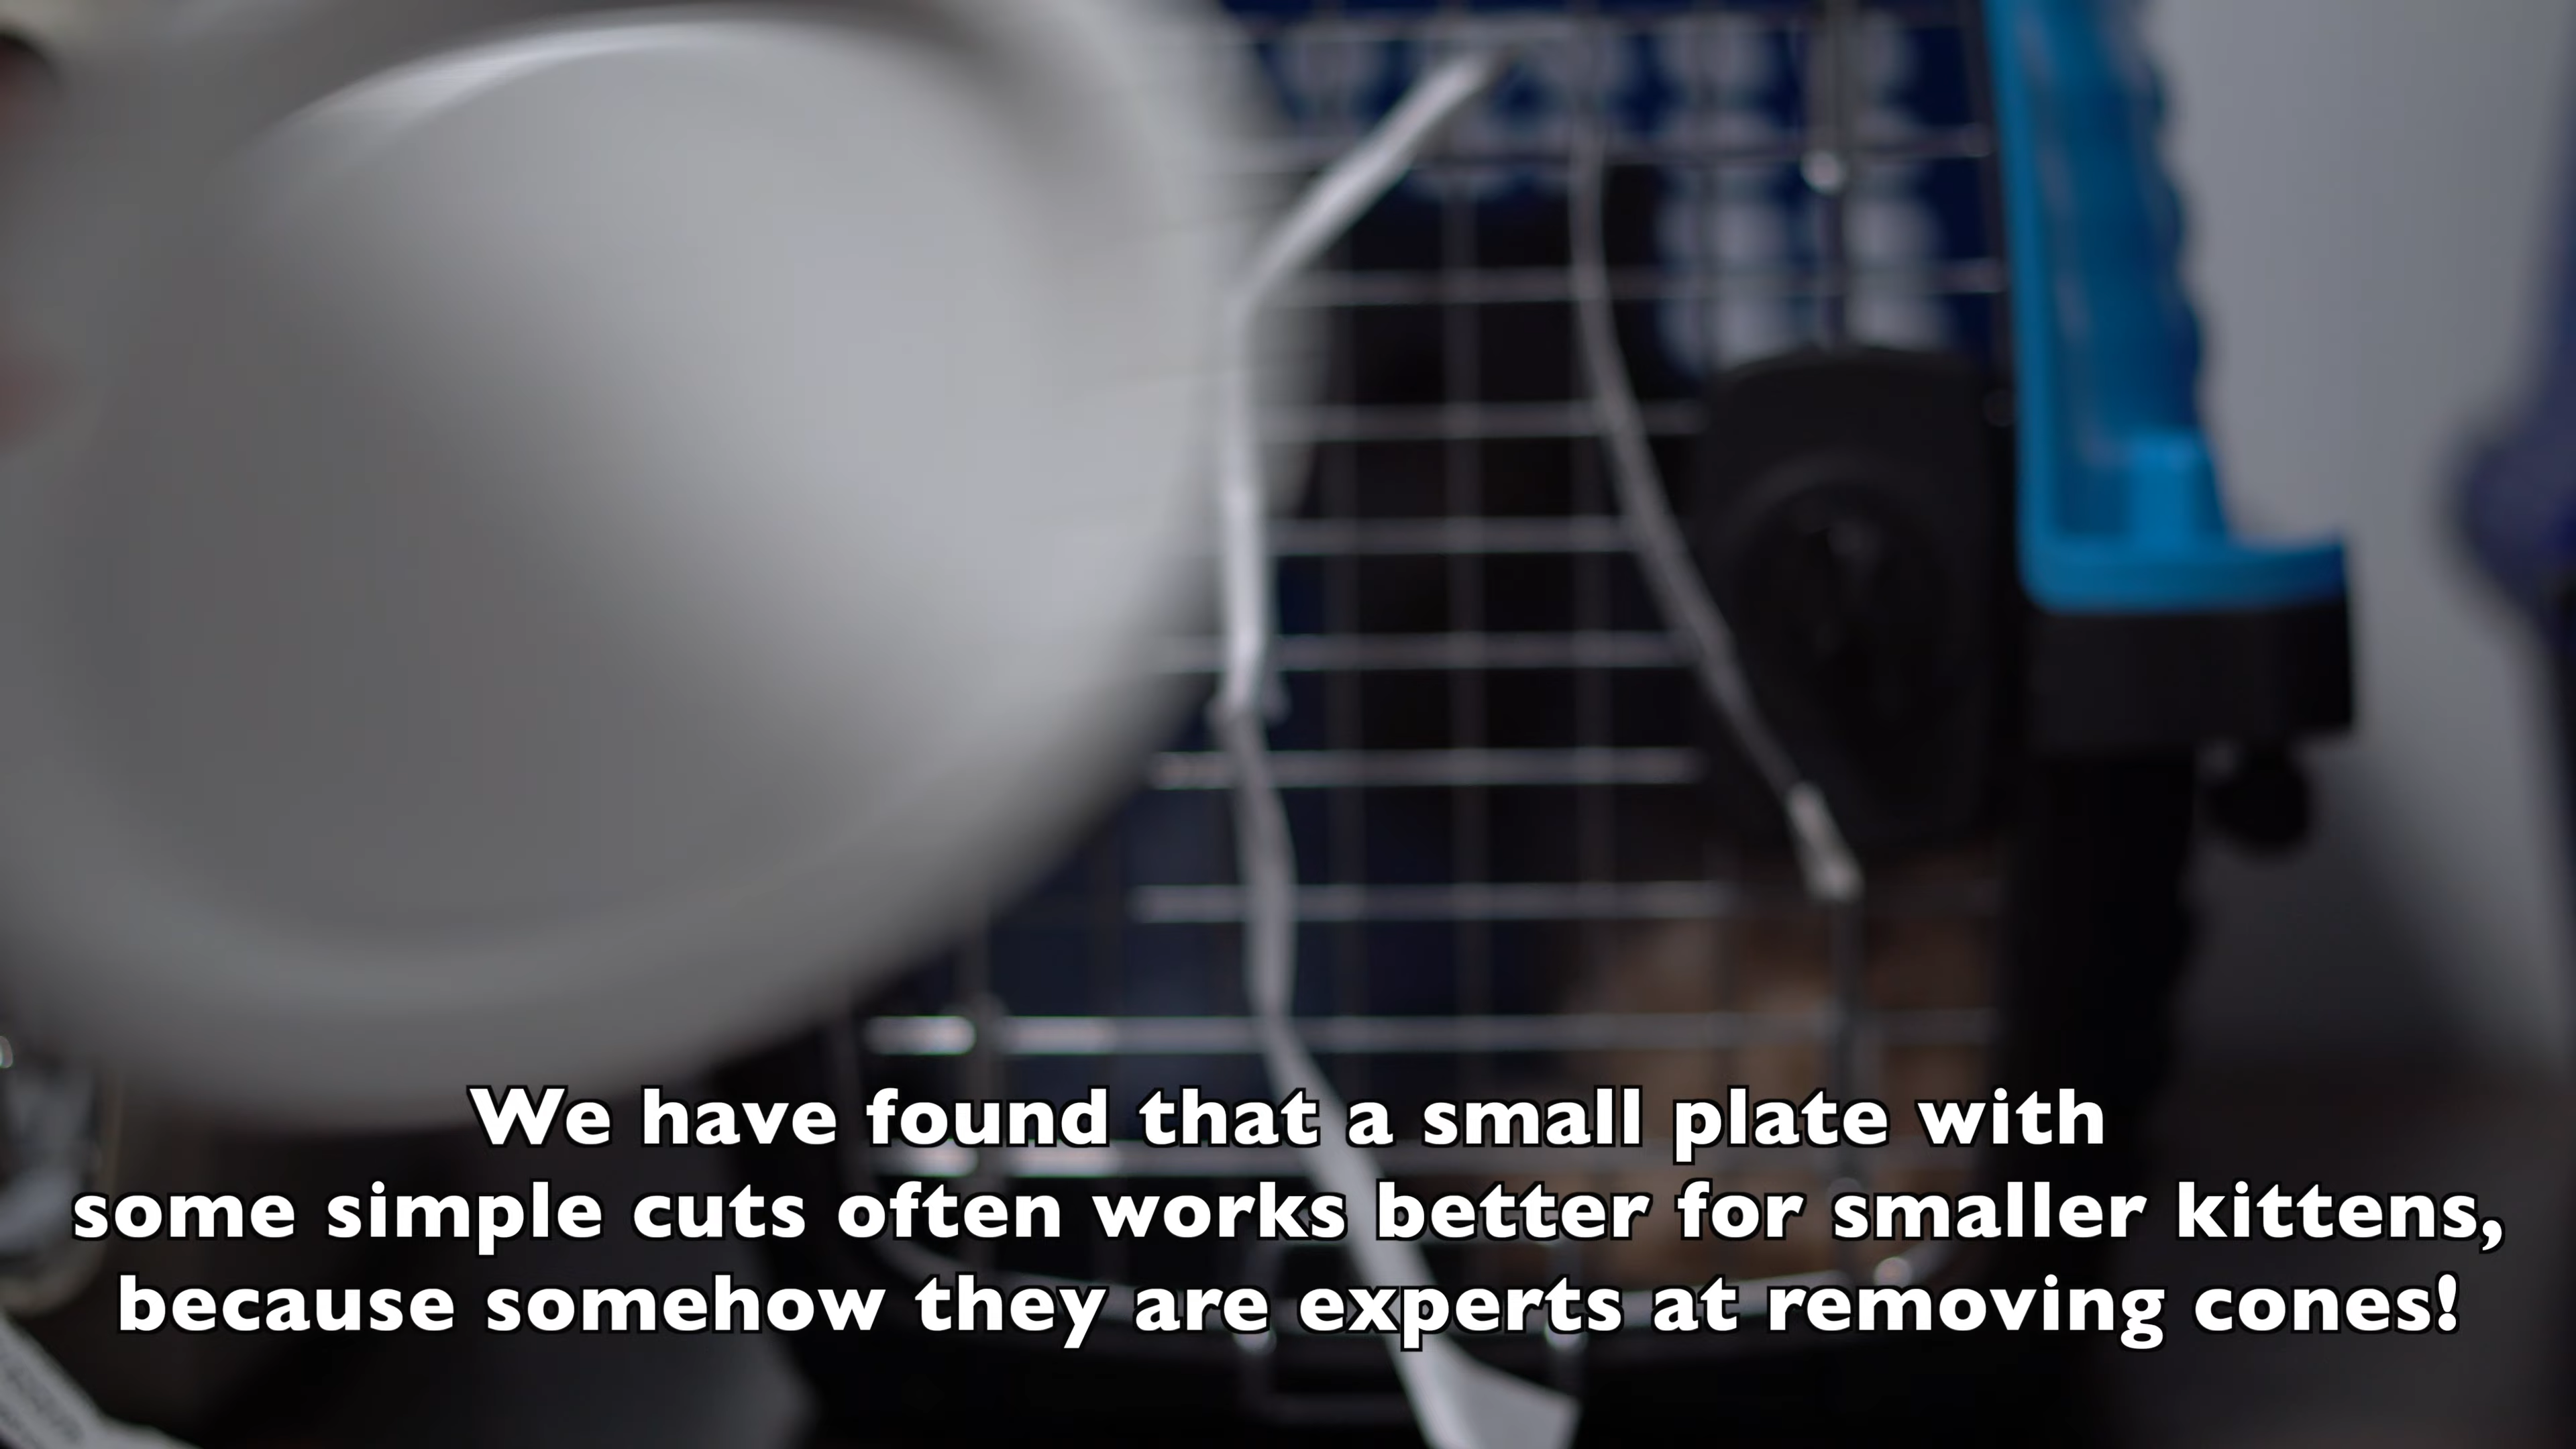 We have found that a small plate with
some simple cuts often works better for smaller kittens,
because somehow they are experts at removing cones!